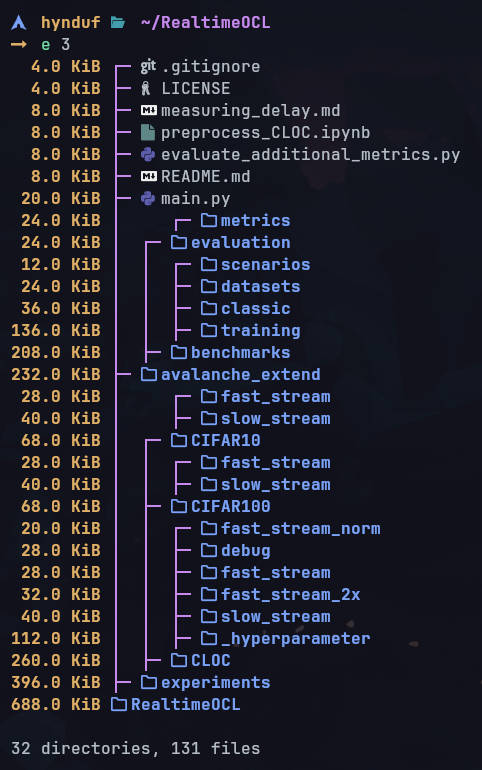 hynduf ~/RealtimeOCL
e 3
4.0 KiB .gitignore
4.0 KiB LICENSE
8.0 KiB measuring_delay.md
8.0 KiB preprocess_CLOC.ipynb
8.0 KiB evaluate_additional_metrics.py
8.0 KiB README.md
20.0 KiB main.py
24.0 KiB metrics
24.0 KiB evaluation
12.0 KiB scenarios
24.0 KiB datasets
36.0 KiB classic
136.0 KiB training
208.0 KiB benchmarks
232.0 KiB avalanche_extend
28.0 KiB fast_stream
40.0 KiB slow_stream
68.0 KiB CIFAR10
28.0 KiB fast_stream
40.0 KiB slow_stream
68.0 KiB CIFAR100
20.0 KiB fast_stream_norm
28.0 KiB debug
28.0 KiB fast_stream
32.0 KiB fast_stream_2x
40.0 KiB slow_stream
112.0 KiB _hyperparameter
260.0 KiB CLOC
396.0 KiB experiments
688.0 KiB RealtimeOCL
32 directories, 131 files